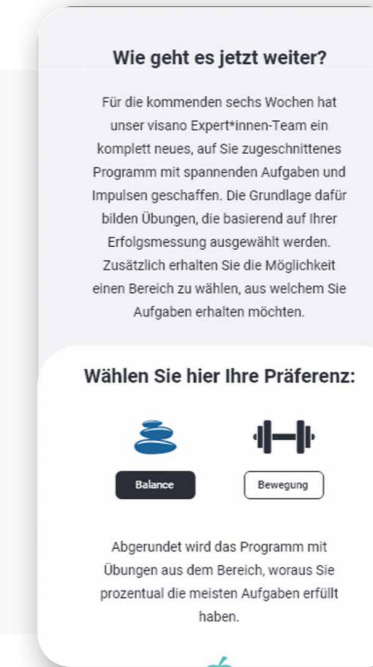 Wie geht es jetzt weiter?
Für die kommenden sechs Wochen hat
unser visano Expert*innen-Team ein
komplett neues, auf Sie zugeschnittenes
Programm mit spannenden Aufgaben und
Impulsen geschaffen. Die Grundlage dafür
bilden Übungen, die basierend auf Ihrer
Erfolgsmessung ausgewählt werden.
Zusätzlich erhalten Sie die Möglichkeit
einen Bereich zu wählen, aus welchem Sie
Aufgaben erhalten möchten.
Wählen Sie hier Ihre Präferenz:
Balance Bewegung
Abgerundet wird das Programm mit
Übungen aus dem Bereich, woraus Sie
prozentual die meisten Aufgaben erfüllt
haben.